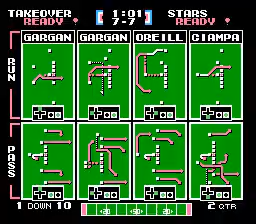 TAKEOVER 1:01 STARS
READY 7-7 READY
GARGAN GARGAN OREILL CIAMPA
RUN
PASS
1 DOWN 10 2 QTR
20 50 20